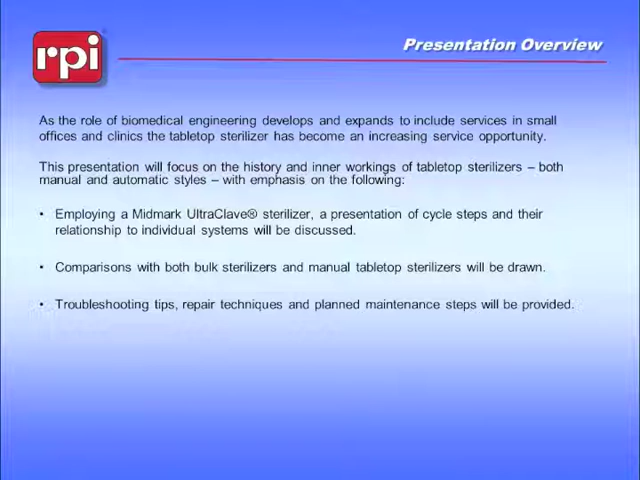 rpi
Presentation Overview
As the role of biomedical engineering develops and expands to include services in small
offices and clinics the tabletop sterilizer has become an increasing service opportunity.
This presentation will focus on the history and inner workings of tabletop sterilizers – both
manual and automatic styles – with emphasis on the following:
• Employing a Midmark UltraClave® sterilizer, a presentation of cycle steps and their
relationship to individual systems will be discussed.
• Comparisons with both bulk sterilizers and manual tabletop sterilizers will be drawn.
• Troubleshooting tips, repair techniques and planned maintenance steps will be provided.